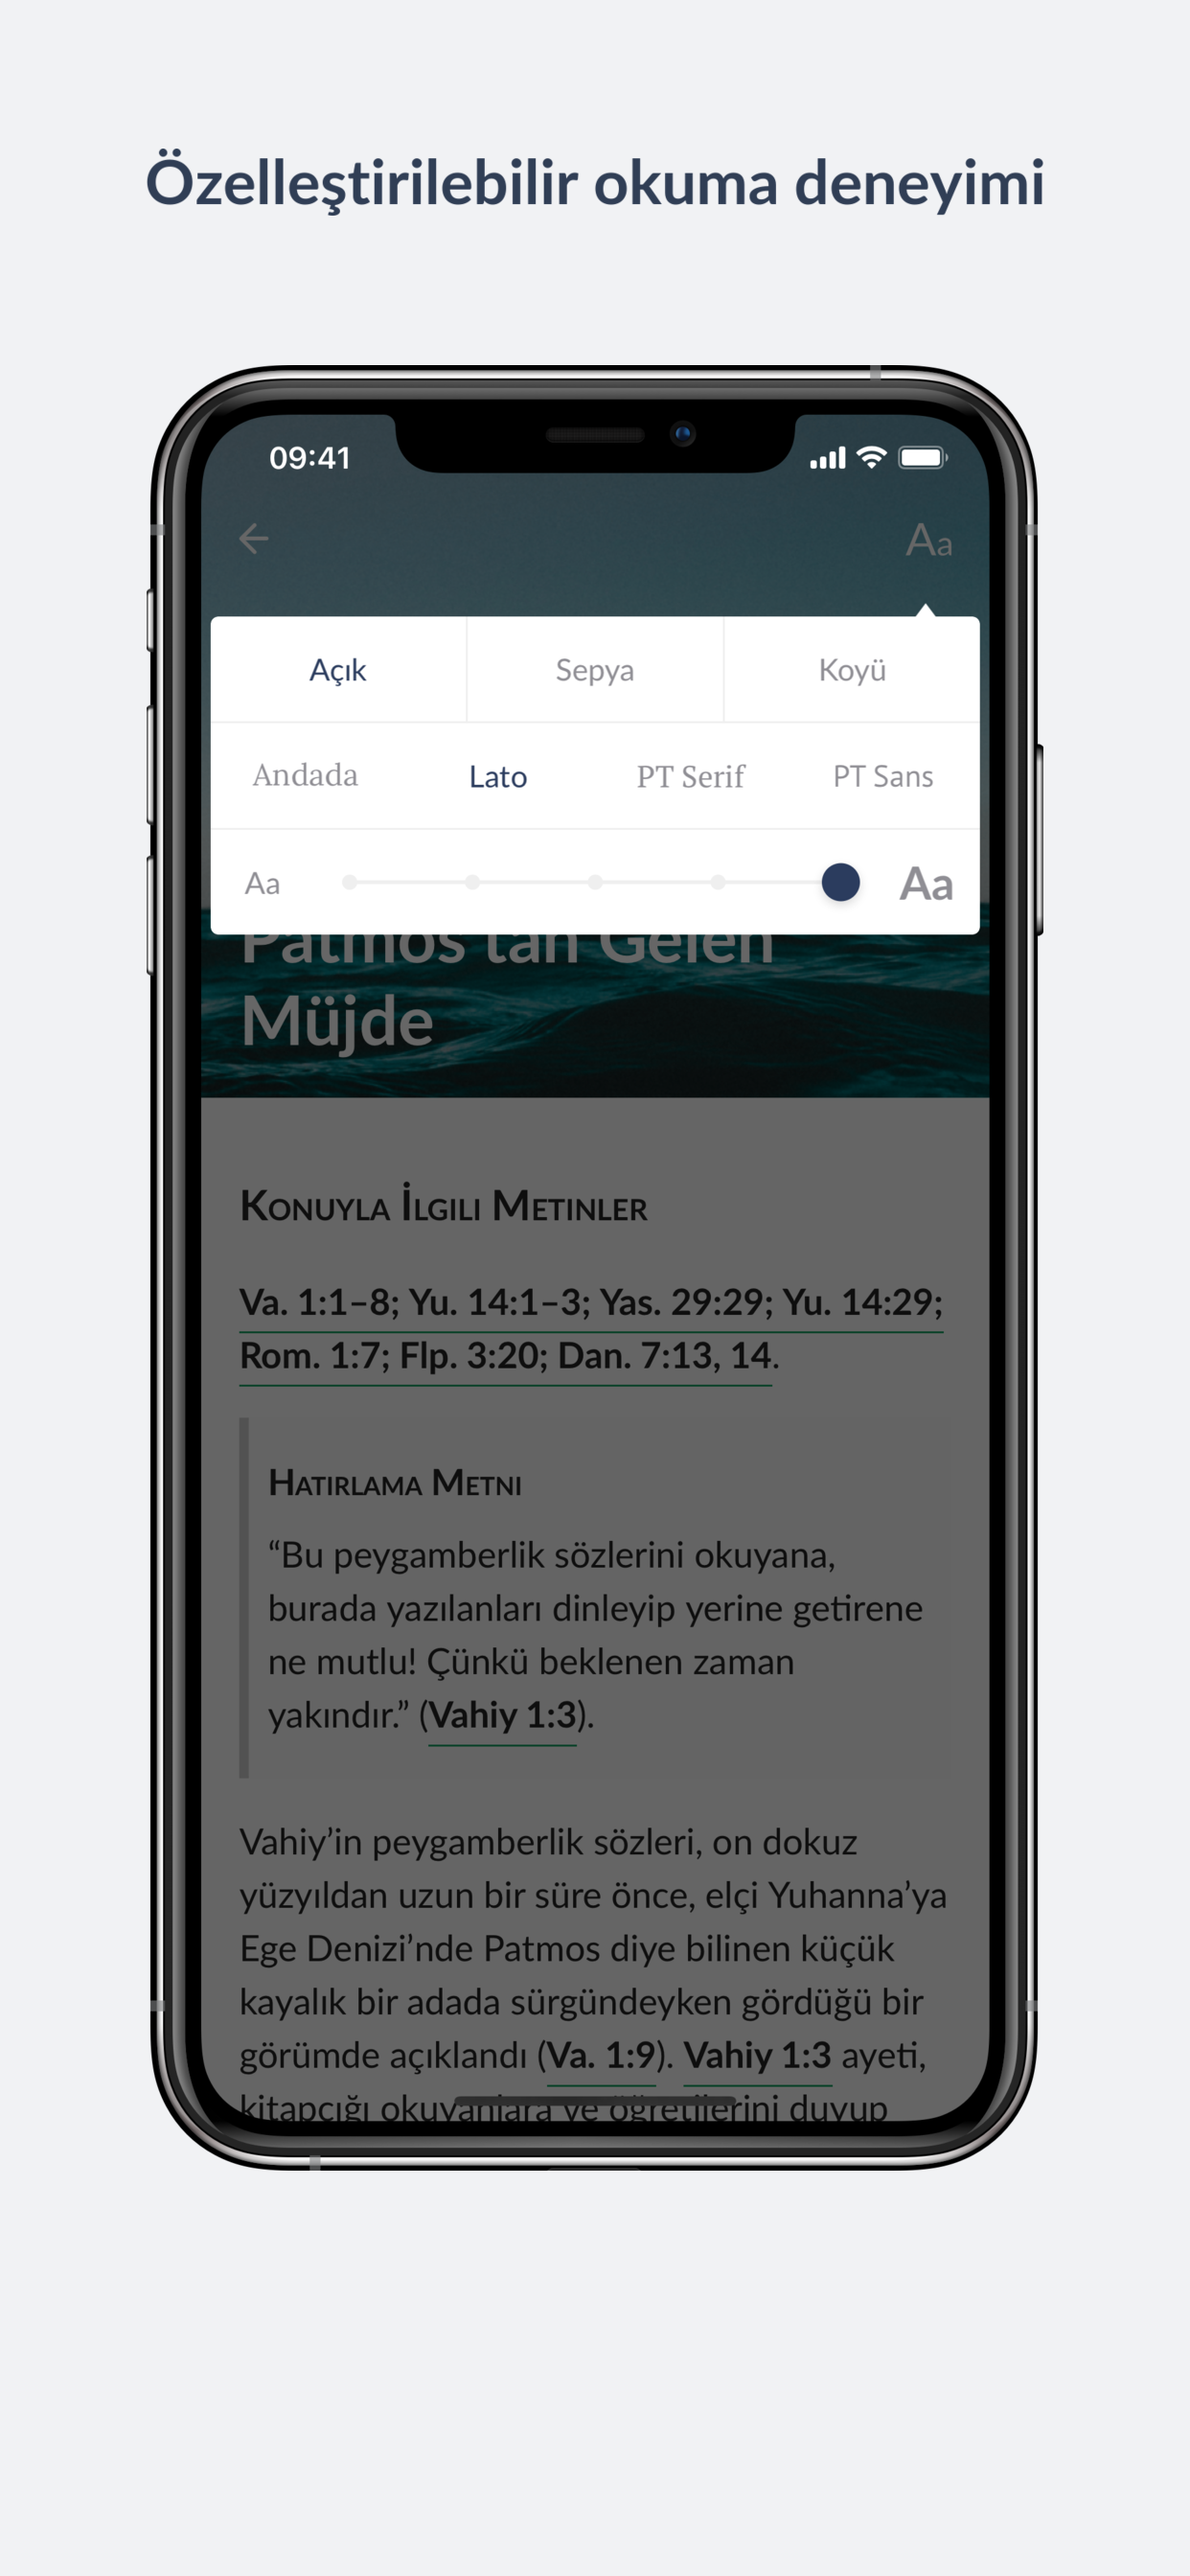 Özelleştirilebilir okuma deneyimi
09:41
Aa
Açık Sepya Koyü
Andada Lato PT Serif PT Sans
Aa Aa
Patmos'tan Gelen
Müjde
Konuyla İlgili Metinler
Va. 1:1–8; Yu. 14:1–3; Yas. 29:29; Yu. 14:29;
Rom. 1:7; Flp. 3:20; Dan. 7:13, 14.
Hatırlama Metni
“Bu peygamberlik sözlerini okuyana,
burada yazılanları dinleyip yerine getirene
ne mutlu! Çünkü beklenen zaman
yakındır.” (Vahiy 1:3).
Vahiy’in peygamberlik sözleri, on dokuz
yüzyıldan uzun bir süre önce, elçi Yuhanna’ya
Ege Denizi’nde Patmos diye bilinen küçük
kayalık bir adada sürgündeyken gördüğü bir
görümde açıklandı (Va. 1:9). Vahiy 1:3 ayeti,
kitapçığı okuyanlara ve öğretilerini duyup